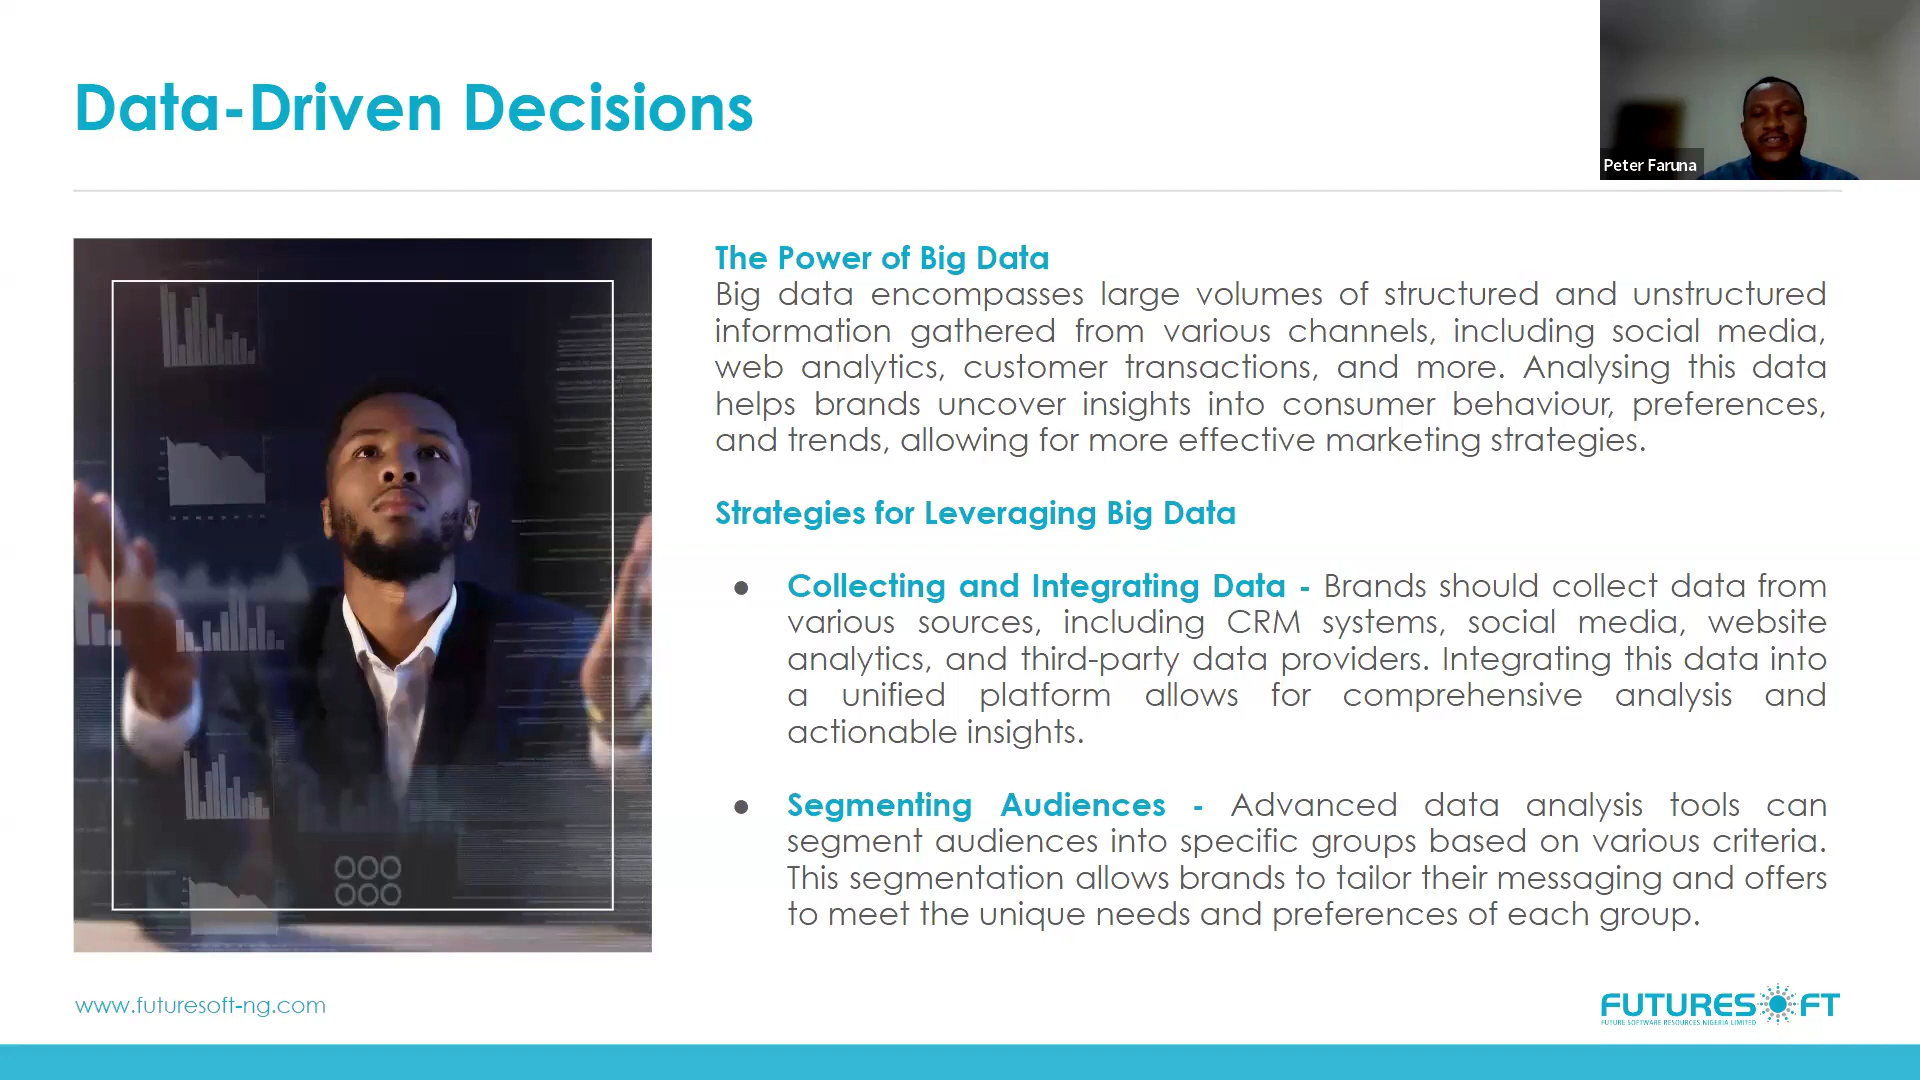 Data-Driven Decisions
Peter Faruna
The Power of Big Data
Big data encompasses large volumes of structured and unstructured
information gathered from various channels, including social media,
web analytics, customer transactions, and more. Analysing this data
helps brands uncover insights into consumer behaviour, preferences,
and trends, allowing for more effective marketing strategies.
Strategies for Leveraging Big Data
● Collecting and Integrating Data - Brands should collect data from
various sources, including CRM systems, social media, website
analytics, and third-party data providers. Integrating this data into
a unified platform allows for comprehensive analysis and
actionable insights.
● Segmenting Audiences - Advanced data analysis tools can
segment audiences into specific groups based on various criteria.
This segmentation allows brands to tailor their messaging and offers
to meet the unique needs and preferences of each group.
www.futuresoft-ng.com
FUTURESOFT
FUTURE SOFTWARE RESOURCES NIGERIA LIMITED